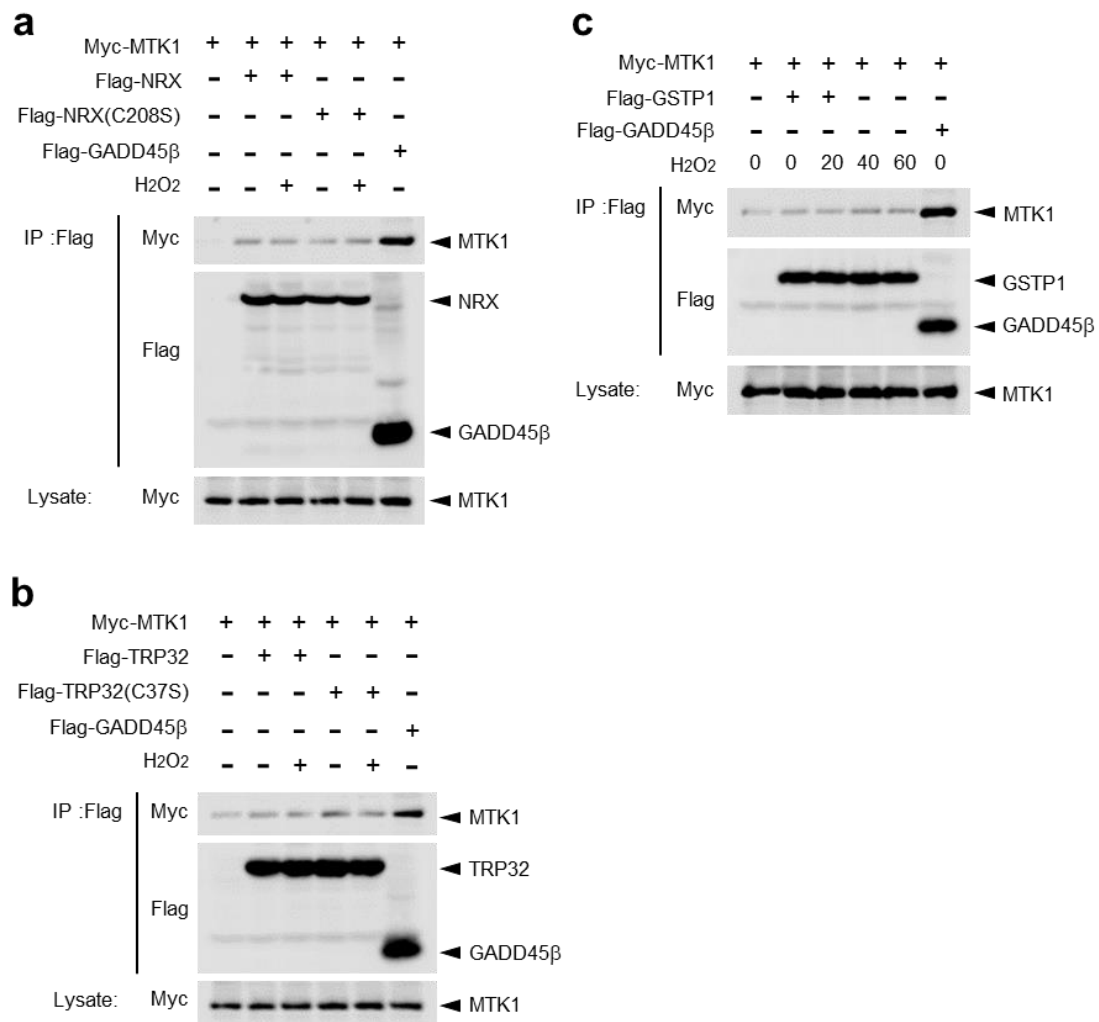 a
Myc-MTK1 + + + + + +
Flag-NRX - + + - - -
Flag-NRX(C208S) - - - + + -
Flag-GADD45β - - - - - +
H2O2 - - + - + -
IP :Flag Myc ◄ MTK1
Flag ◄ NRX
◄ GADD45β
Lysate: Myc ◄ MTK1
b
Myc-MTK1 + + + + + +
Flag-TRP32 - + + - - -
Flag-TRP32(C37S) - - - + + -
Flag-GADD45β - - - - - +
H2O2 - - + - + -
IP :Flag Myc ◄ MTK1
Flag ◄ TRP32
◄ GADD45β
Lysate: Myc ◄ MTK1
c
Myc-MTK1 + + + + + +
Flag-GSTP1 - + + - - -
Flag-GADD45β - - - - - +
H2O2 0 0 20 40 60 0
IP :Flag Myc ◄ MTK1
Flag ◄ GSTP1
◄ GADD45β
Lysate: Myc ◄ MTK1